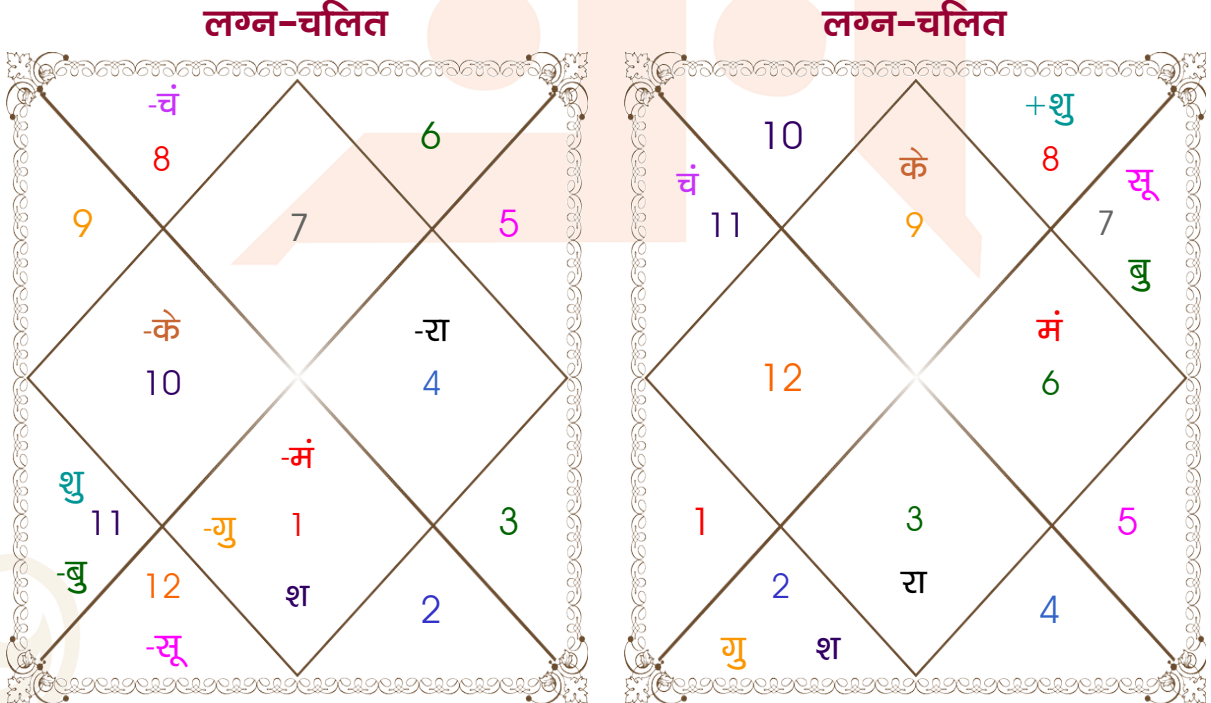 लग्न-चलित
-चं
8
6
9
7
5
-के
-रा
10
4
-मं
शु
11
-गु
1
3
-बु
12
श
2
-सू
लग्न-चलित
+शु
10
के
8
चं
सू
11
9
7
बु
मं
12
6
1
3
5
2
रा
4
गु
श